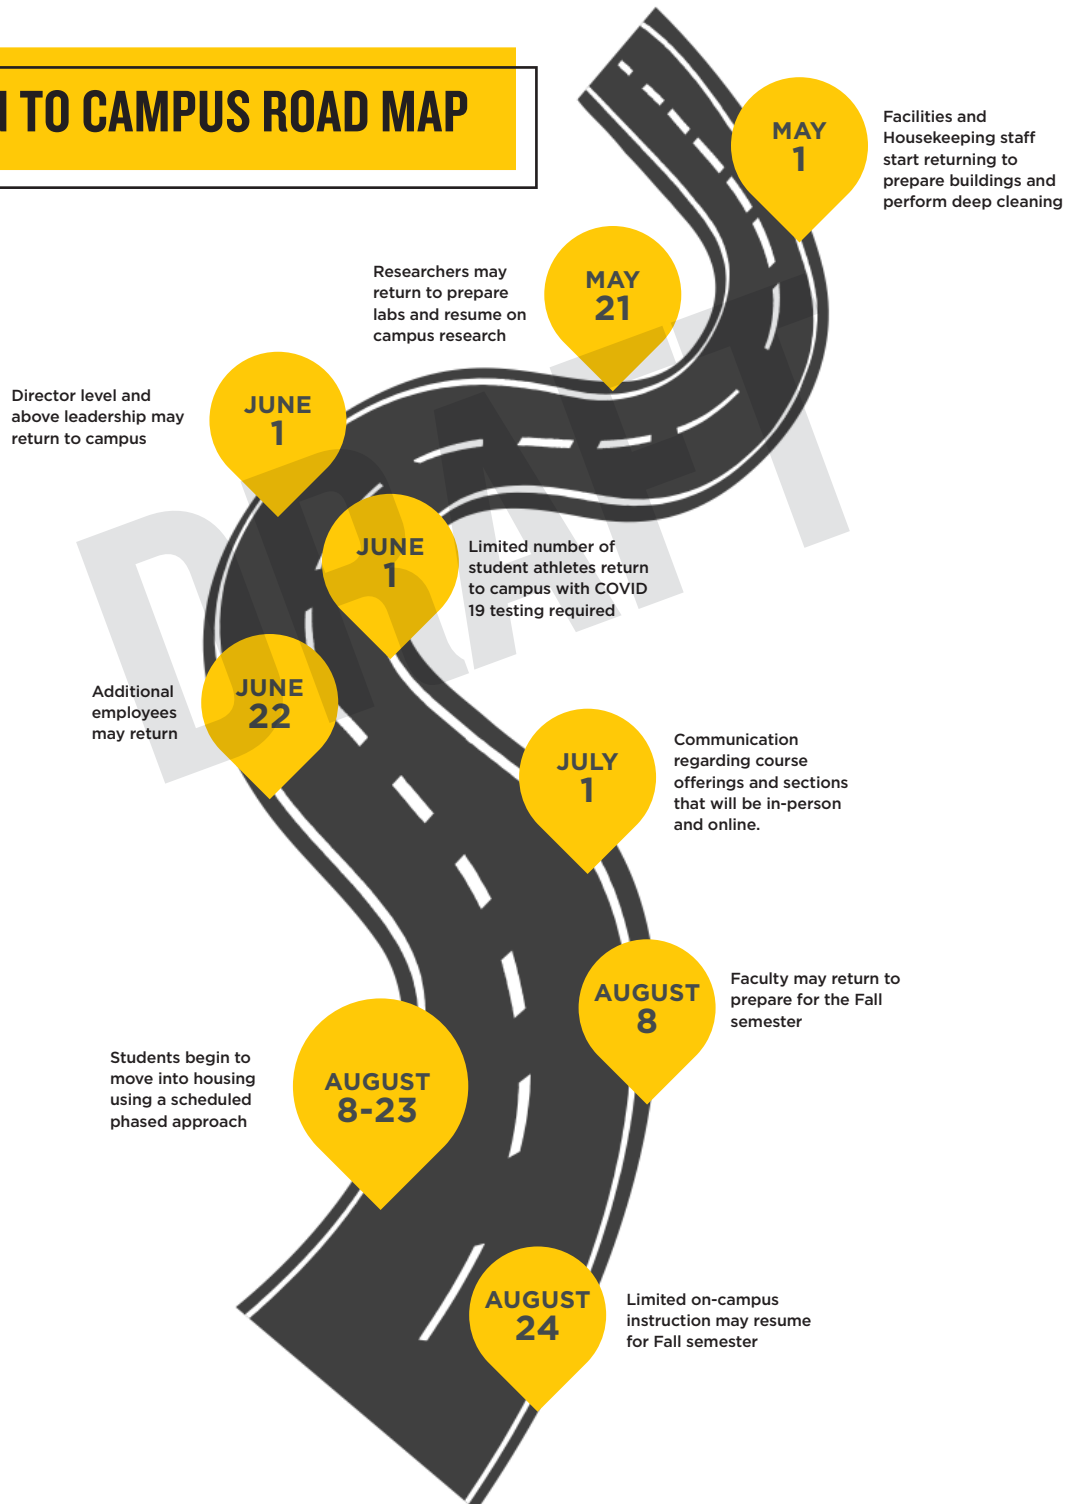 TO CAMPUS ROAD MAP
MAY
1
Facilities and
Housekeeping staff
start returning to
prepare buildings and
perform deep cleaning
Researchers may
return to prepare
labs and resume on
campus research
MAY
21
Director level and
above leadership may
return to campus
JUNE
1
JUNE
1
Limited number of
student athletes return
to campus with COVID
19 testing required
Additional
employees
may return
JUNE
22
JULY
1
Communication
regarding course
offerings and sections
that will be in-person
and online.
AUGUST
8
Faculty may return to
prepare for the Fall
semester
Students begin to
move into housing
using a scheduled
phased approach
AUGUST
8-23
AUGUST
24
Limited on-campus
instruction may resume
for Fall semester
DRAFT